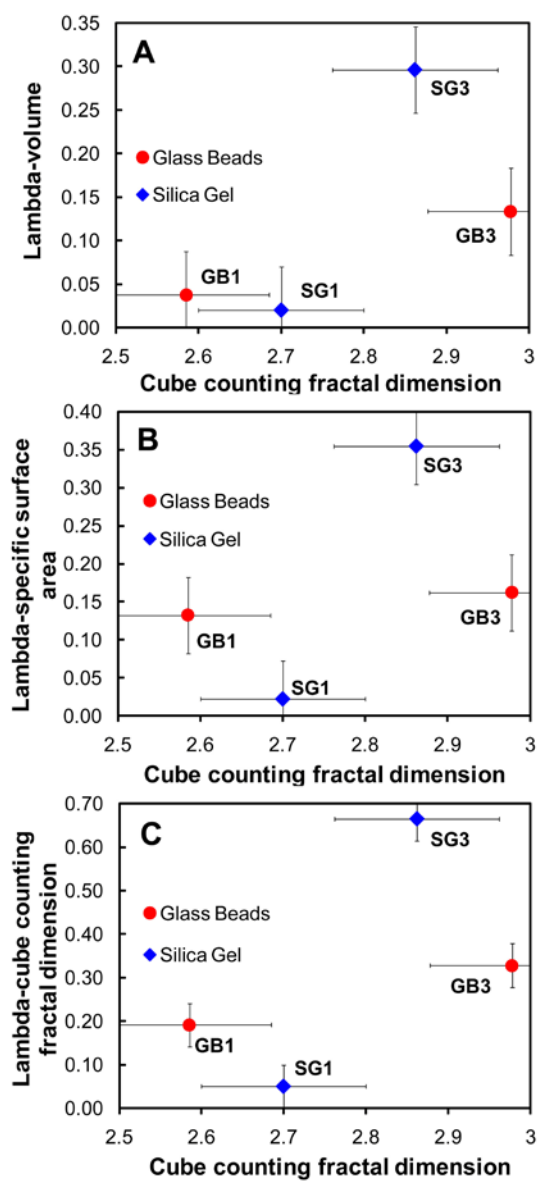 A
Lambda-volume
0.35
0.30
0.25
0.20
0.15
0.10
0.05
0.00
SG3
Glass Beads
Silica Gel
GB3
GB1
SG1
2.5 2.6 2.7 2.8 2.9 3
Cube counting fractal dimension
B
Lambda-specific surface
area
0.40
0.35
0.30
0.25
0.20
0.15
0.10
0.05
0.00
SG3
Glass Beads
Silica Gel
GB1
GB3
SG1
2.5 2.6 2.7 2.8 2.9 3
Cube counting fractal dimension
C
Lambda-cube counting
fractal dimension
0.70
0.60
0.50
0.40
0.30
0.20
0.10
0.00
SG3
Glass Beads
Silica Gel
GB3
GB1
SG1
2.5 2.6 2.7 2.8 2.9 3
Cube counting fractal dimension